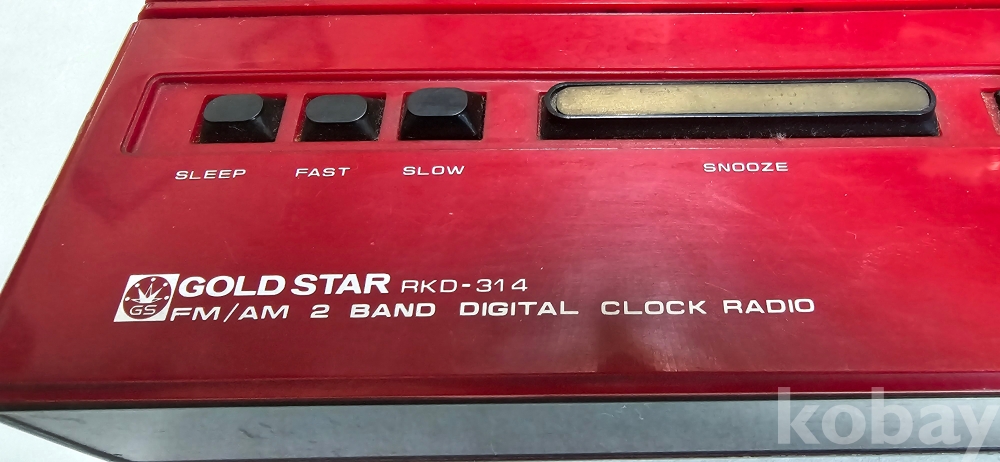 SLEEP FAST SLOW SNOOZE
GS GOLD STAR RKD-314
FM/AM 2 BAND DIGITAL CLOCK RADIO
kobay